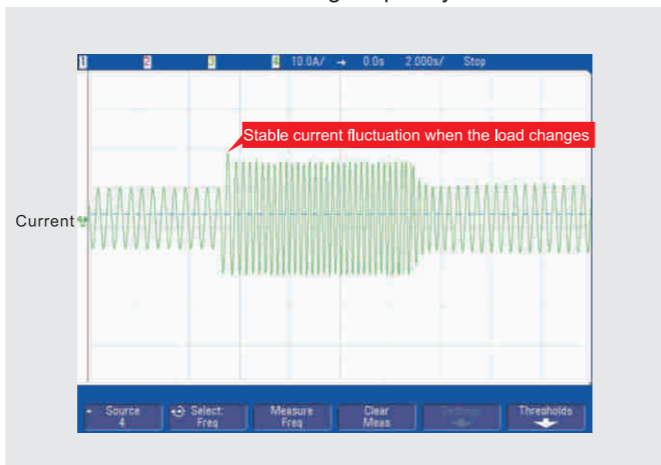 1 2 3 4 10.0A/ 0.0s 2.000s/ Stop
Stable current fluctuation when the load changes
Current
Source Select: Measure Clear Thresholds
4 Freq Freq Meas